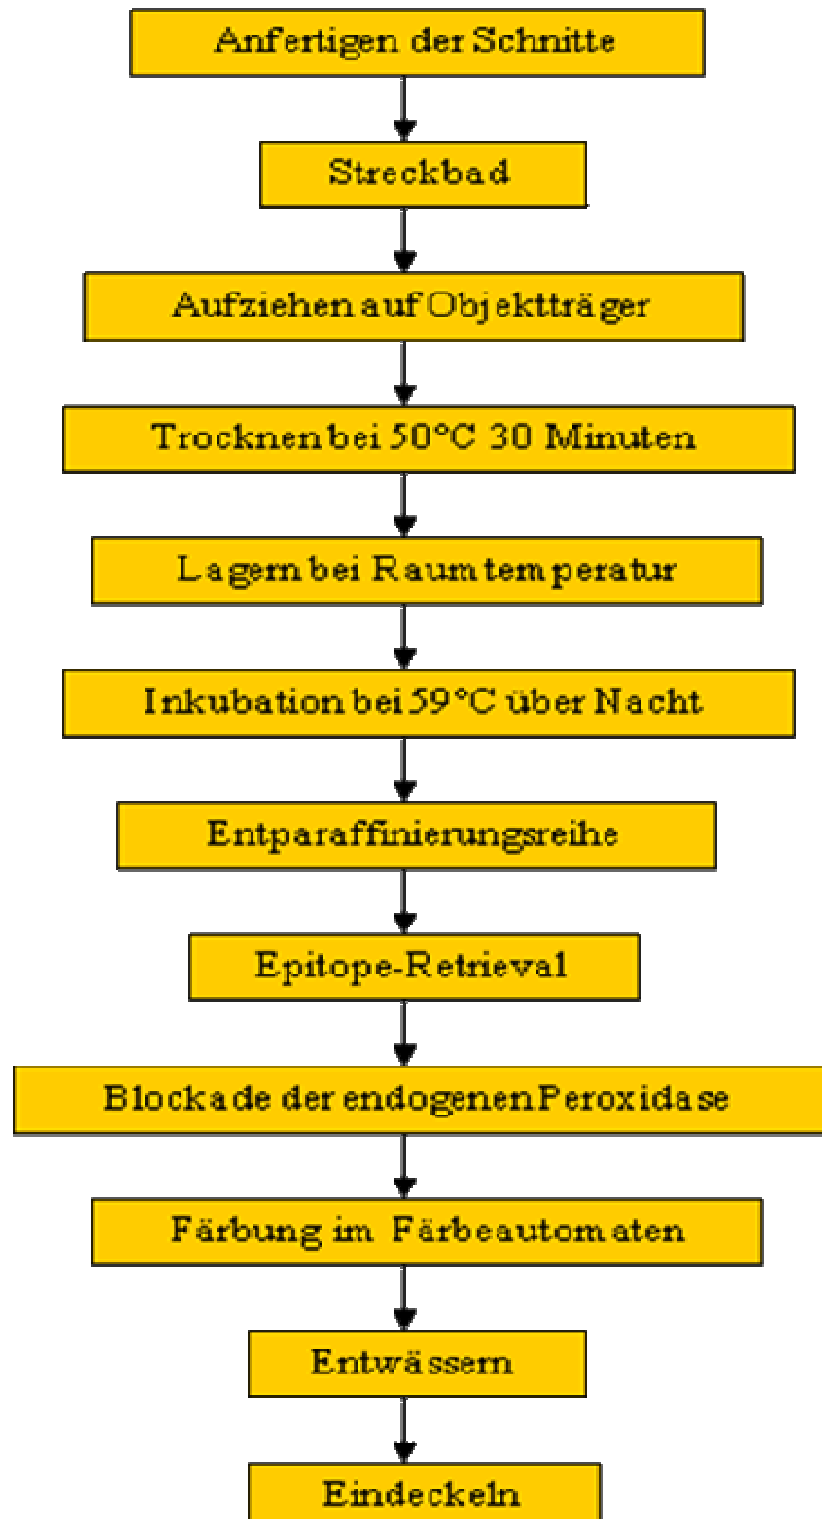 Anfertigen der Schnitte
Streckbad
Aufziehen auf Objektträger
Trocknen bei 50°C 30 Minuten
Lagern bei Raumtemperatur
Inkubation bei 59°C über Nacht
Entparaffinierungsreihe
Epitope-Retrieval
Blockade der endogenen Peroxidase
Färbung im Färbeautomaten
Entwässern
Eindeckeln